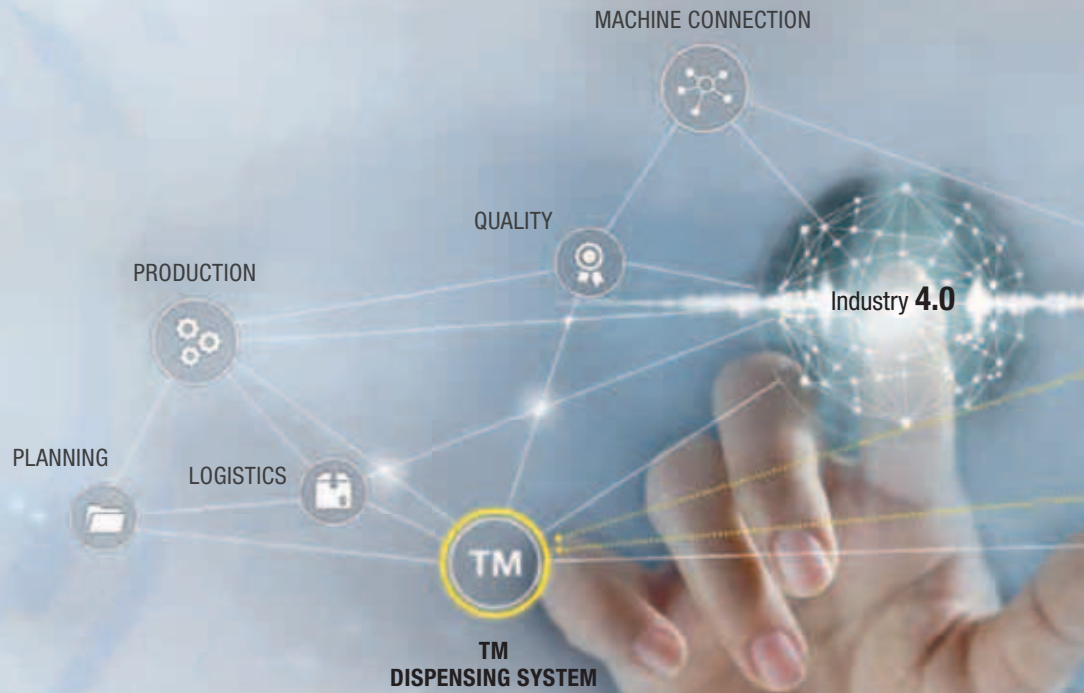 MACHINE CONNECTION
QUALITY
PRODUCTION
Industry 4.0
PLANNING
LOGISTICS
TM
TM
DISPENSING SYSTEM